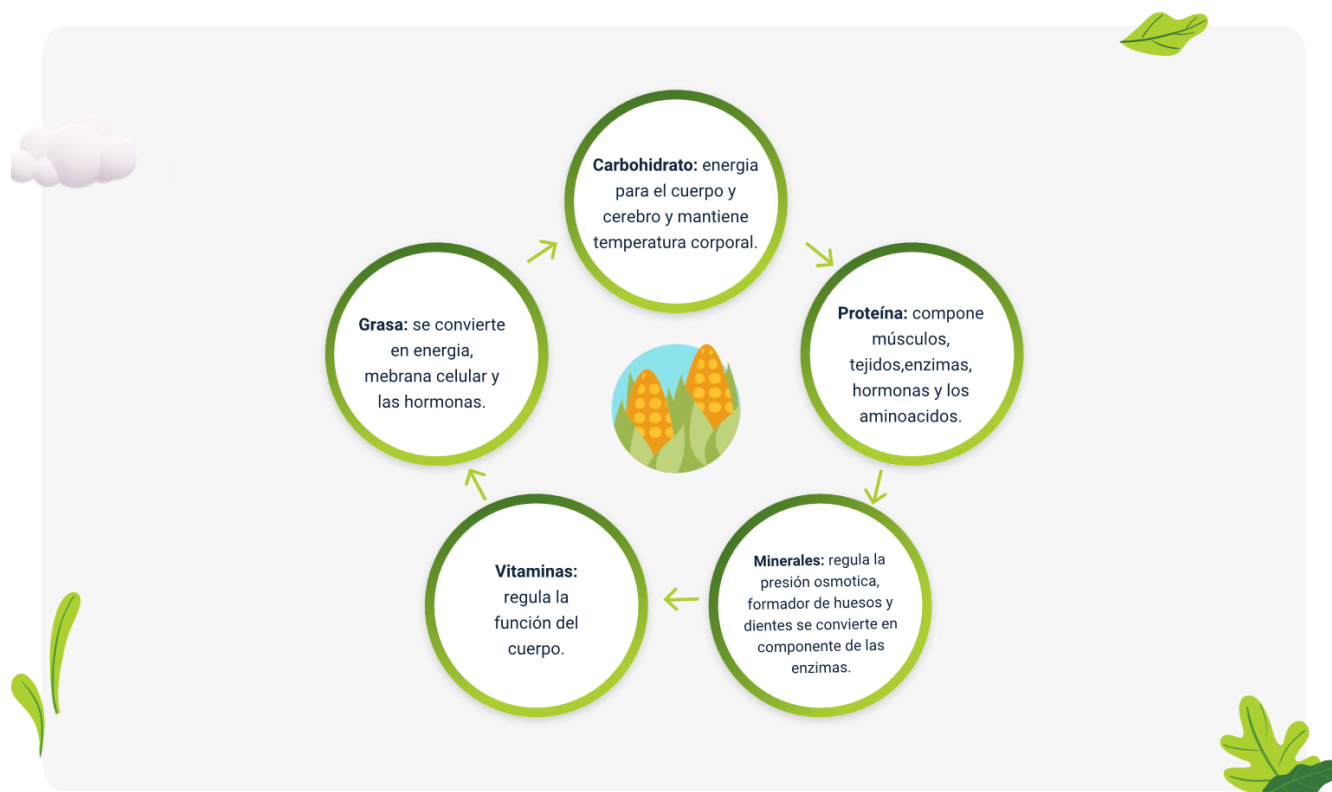 Carbohidrato: energia
para el cuerpo y
cerebro y mantiene
temperatura corporal.
Proteína: compone
músculos,
tejidos,enzimas,
hormonas y los
aminoacidos.
Minerales: regula la
presión osmotica,
formador de huesos y
dientes se convierte en
componente de las
enzimas.
Vitaminas:
regula la
función del
cuerpo.
Grasa: se convierte
en energia,
mebrana celular y
las hormonas.